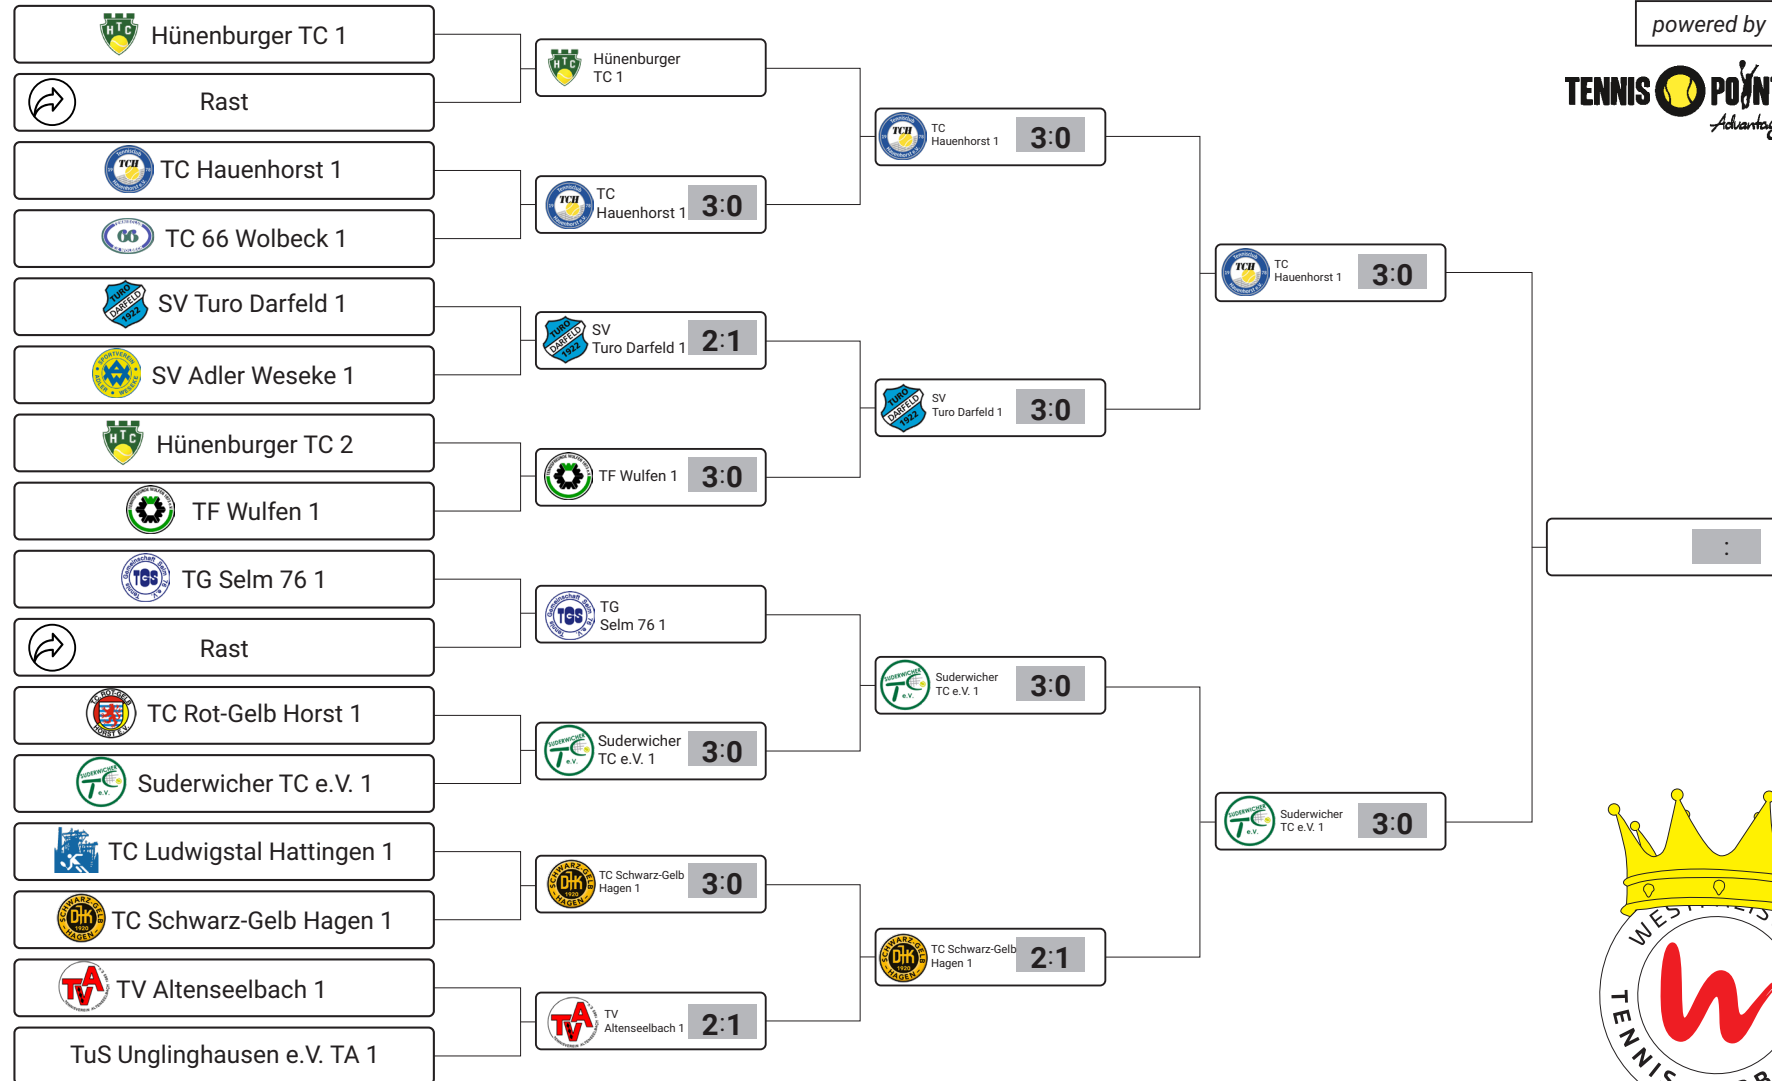 Hünenburger TC 1
Rast
TC Hauenhorst 1
TC 66 Wolbeck 1
SV Turo Darfeld 1
SV Adler Weseke 1
Hünenburger TC 2
TF Wulfen 1
TG Selm 76 1
Rast
TC Rot-Gelb Horst 1
Suderwicher TC e.V. 1
TC Ludwigstal Hattingen 1
TC Schwarz-Gelb Hagen 1
TV Altenseelbach 1
TuS Unglinghausen e.V. TA 1
Hünenburger
TC 1
TC
Hauenhorst 1 3:0
SV
Turo Darfeld 1 2:1
TF Wulfen 1 3:0
TG
Selm 76 1
Suderwicher
TC e.V. 1 3:0
TC Schwarz-Gelb
Hagen 1 3:0
TV
Altenseelbach 1 2:1
TC
Hauenhorst 1 3:0
SV
Turo Darfeld 1 3:0
Suderwicher
TC e.V. 1 3:0
TC Schwarz-Gelb
Hagen 1 2:1
TC
Hauenhorst 1 3:0
Suderwicher
TC e.V. 1 3:0
:
powered by
TENNIS POINT
TENNIS